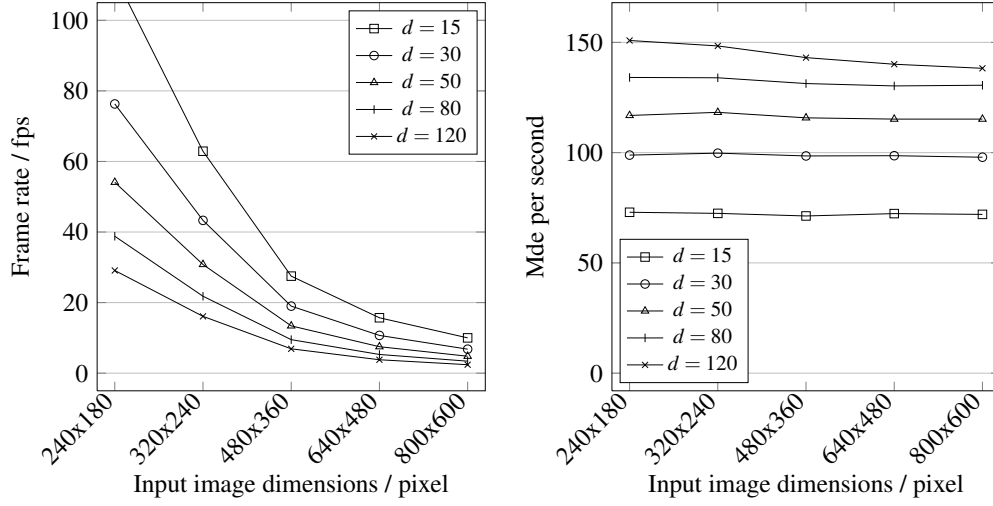 100
80
60
40
20
0
Frame rate / fps
d = 15
d = 30
d = 50
d = 80
d = 120
240x180
320x240
480x360
640x480
800x600
Input image dimensions / pixel
150
100
50
0
Mde per second
d = 15
d = 30
d = 50
d = 80
d = 120
240x180
320x240
480x360
640x480
800x600
Input image dimensions / pixel